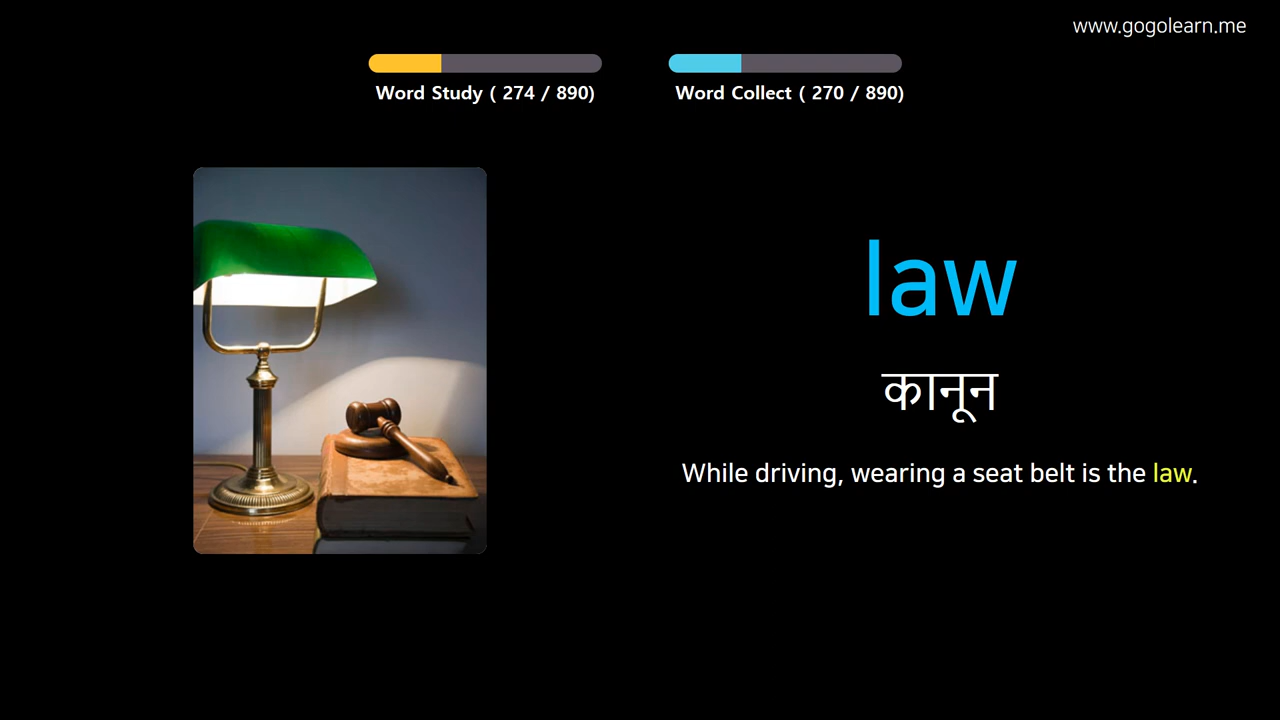 www.gogolearn.me
Word Study ( 274 / 890)
Word Collect ( 270 / 890)
law
कानून
While driving, wearing a seat belt is the law.